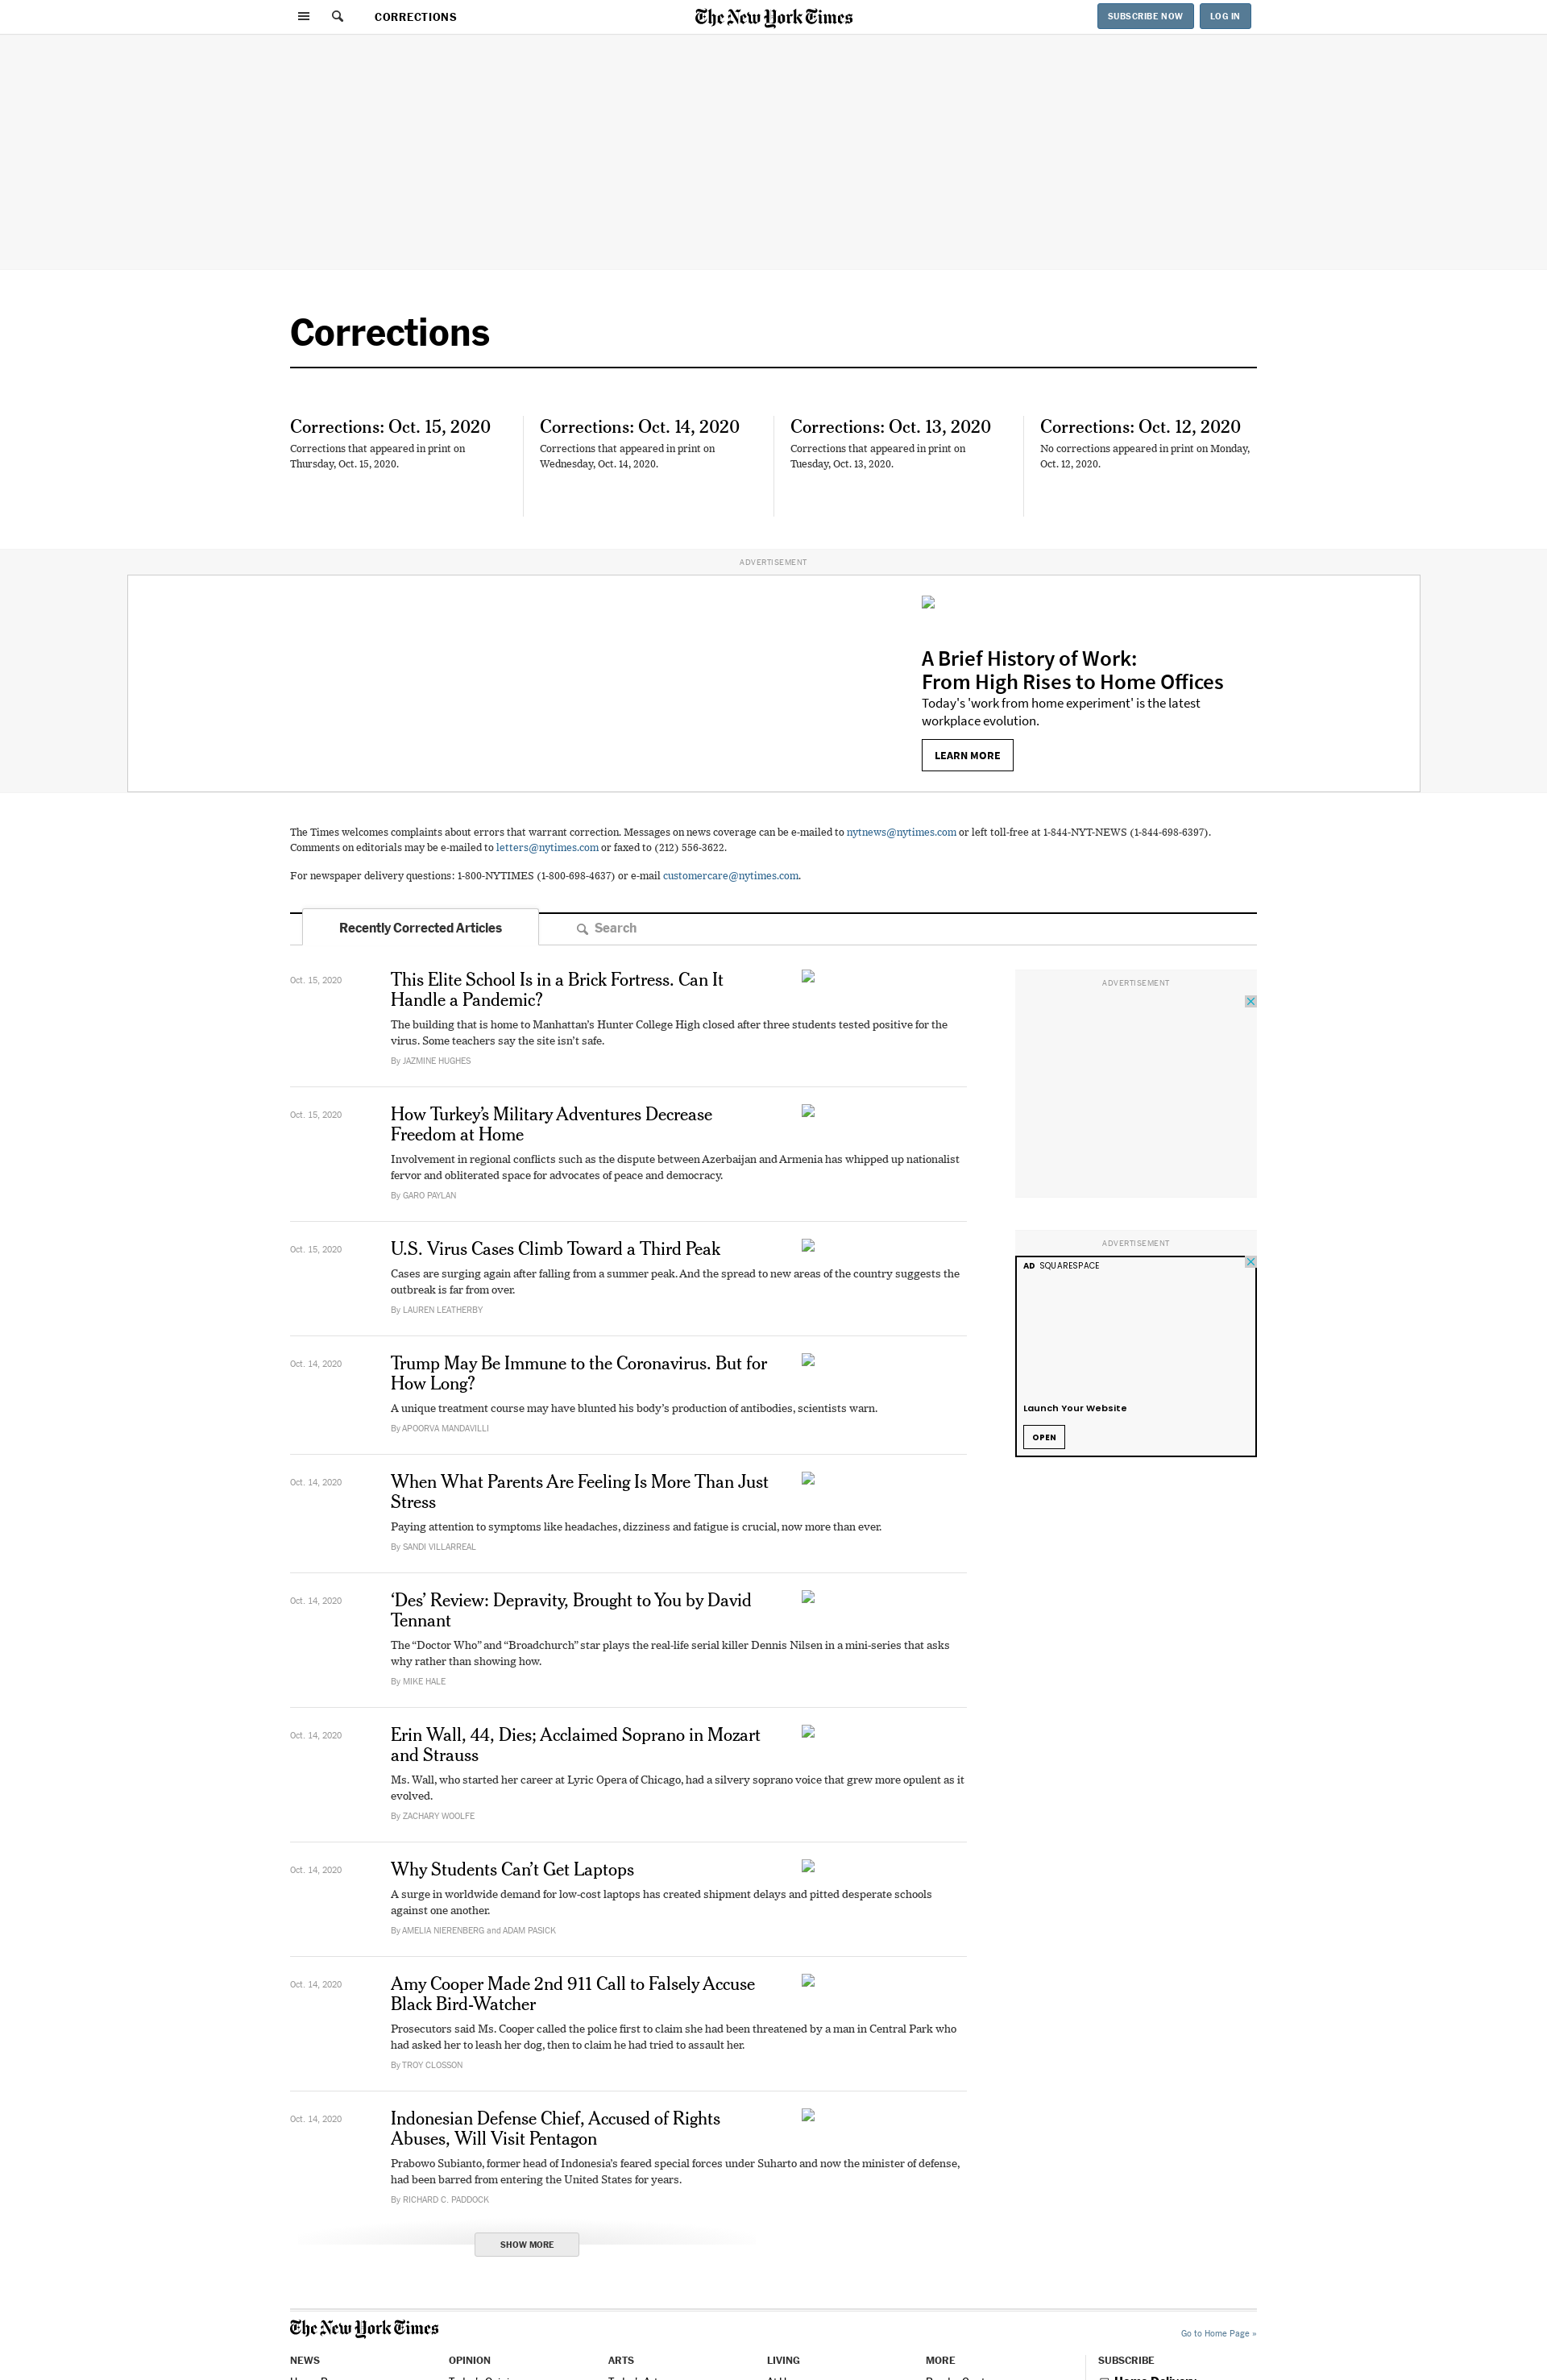 CORRECTIONS
The New York Times
SUBSCRIBE NOW
LOG IN
Corrections
Corrections: Oct. 15, 2020
Corrections that appeared in print on
Thursday, Oct. 15, 2020.
Corrections: Oct. 14, 2020
Corrections that appeared in print on
Wednesday, Oct. 14, 2020.
Corrections: Oct. 13, 2020
Corrections that appeared in print on
Tuesday, Oct. 13, 2020.
Corrections: Oct. 12, 2020
No corrections appeared in print on Monday,
Oct. 12, 2020.
ADVERTISEMENT
A Brief History of Work:
From High Rises to Home Offices
Today's 'work from home experiment' is the latest
workplace evolution.
LEARN MORE
The Times welcomes complaints about errors that warrant correction. Messages on news coverage can be e-mailed to nytnews@nytimes.com or left toll-free at 1-844-NYT-NEWS (1-844-698-6397).
Comments on editorials may be e-mailed to letters@nytimes.com or faxed to (212) 556-3622.
For newspaper delivery questions: 1-800-NYTIMES (1-800-698-4637) or e-mail customercare@nytimes.com.
Recently Corrected Articles
Search
Oct. 15, 2020
This Elite School Is in a Brick Fortress. Can It
Handle a Pandemic?
The building that is home to Manhattan's Hunter College High closed after three students tested positive for the
virus. Some teachers say the site isn't safe.
By JAZMINE HUGHES
Oct. 15, 2020
How Turkey’s Military Adventures Decrease
Freedom at Home
Involvement in regional conflicts such as the dispute between Azerbaijan and Armenia has whipped up nationalist
fervor and obliterated space for advocates of peace and democracy.
By GARO PAYLAN
Oct. 15, 2020
U.S. Virus Cases Climb Toward a Third Peak
Cases are surging again after falling from a summer peak. And the spread to new areas of the country suggests the
outbreak is far from over.
By LAUREN LEATHERBY
Oct. 14, 2020
Trump May Be Immune to the Coronavirus. But for
How Long?
A unique treatment course may have blunted his body’s production of antibodies, scientists warn.
By APOORVA MANDAVILLI
Oct. 14, 2020
When What Parents Are Feeling Is More Than Just
Stress
Paying attention to symptoms like headaches, dizziness and fatigue is crucial, now more than ever.
By SANDI VILLARREAL
Oct. 14, 2020
‘Des’ Review: Depravity, Brought to You by David
Tennant
The “Doctor Who” and “Broadchurch” star plays the real-life serial killer Dennis Nilsen in a mini-series that asks
why rather than showing how.
By MIKE HALE
Oct. 14, 2020
Erin Wall, 44, Dies; Acclaimed Soprano in Mozart
and Strauss
Ms. Wall, who started her career at Lyric Opera of Chicago, had a silvery soprano voice that grew more opulent as it
evolved.
By ZACHARY WOOLFE
Oct. 14, 2020
Why Students Can’t Get Laptops
A surge in worldwide demand for low-cost laptops has created shipment delays and pitted desperate schools
against one another.
By AMELIA NIERENBERG and ADAM PASICK
Oct. 14, 2020
Amy Cooper Made 2nd 911 Call to Falsely Accuse
Black Bird-Watcher
Prosecutors said Ms. Cooper called the police first to claim she had been threatened by a man in Central Park who
had asked her to leash her dog, then to claim he had tried to assault her.
By TROY CLOSSON
Oct. 14, 2020
Indonesian Defense Chief, Accused of Rights
Abuses, Will Visit Pentagon
Prabowo Subianto, former head of Indonesia’s feared special forces under Suharto and now the minister of defense,
had been barred from entering the United States for years.
By RICHARD C. PADDOCK
SHOW MORE
ADVERTISEMENT
ADVERTISEMENT
AD SQUARESPACE
Launch Your Website
OPEN
The New York Times
Go to Home Page »
NEWS
OPINION
ARTS
LIVING
MORE
SUBSCRIBE